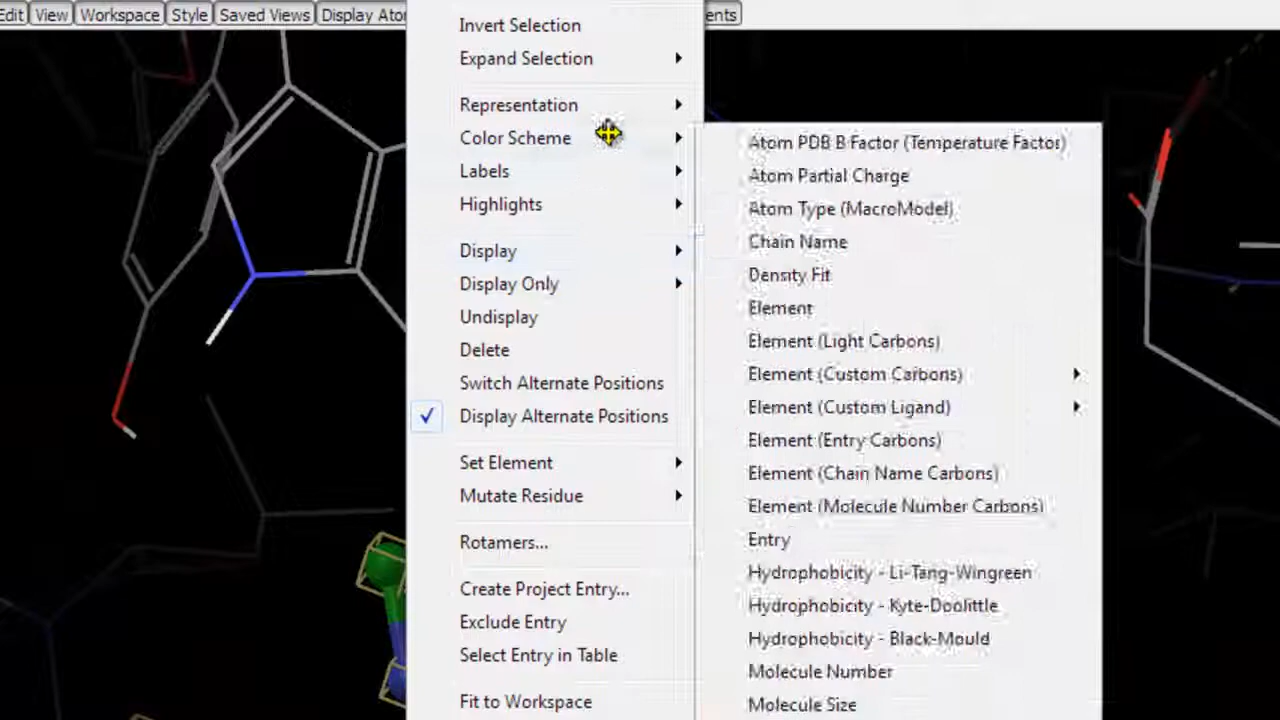 Edit View Workspace Style Saved Views Display
Invert Selection
Expand Selection
Representation
Color Scheme
Labels
Highlights
Display
Display Only
Undisplay
Delete
Switch Alternate Positions
Display Alternate Positions
Set Element
Mutate Residue
Rotamers...
Create Project Entry...
Exclude Entry
Select Entry in Table
Fit to Workspace
Atom PDB B Factor (Temperature Factor)
Atom Partial Charge
Atom Type (MacroModel)
Chain Name
Density Fit
Element
Element (Light Carbons)
Element (Custom Carbons)
Element (Custom Ligand)
Element (Entry Carbons)
Element (Chain Name Carbons)
Element (Molecule Number Carbons)
Entry
Hydrophobicity - Li-Tang-Wingreen
Hydrophobicity - Kyte-Doolittle
Hydrophobicity - Black-Mould
Molecule Number
Molecule Size